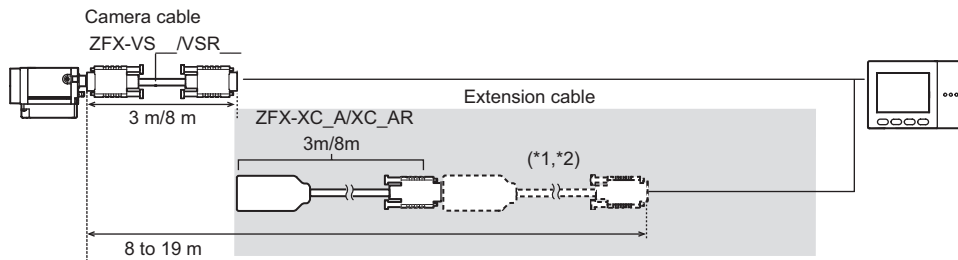 Camera cable
ZFX-VS__/VSR__
3 m/8 m
Extension cable
ZFX-XC_A/XC_AR
3m/8m
(*1,*2)
8 to 19 m